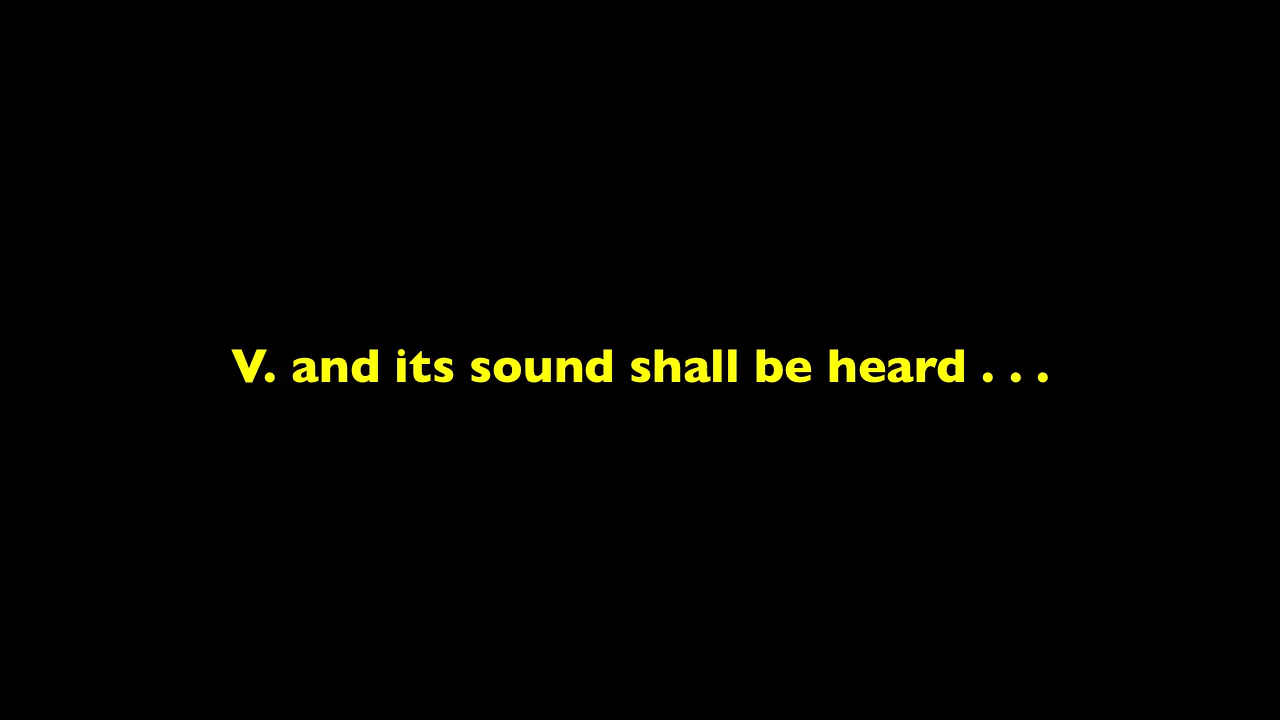 V. and its sound shall be heard . . .